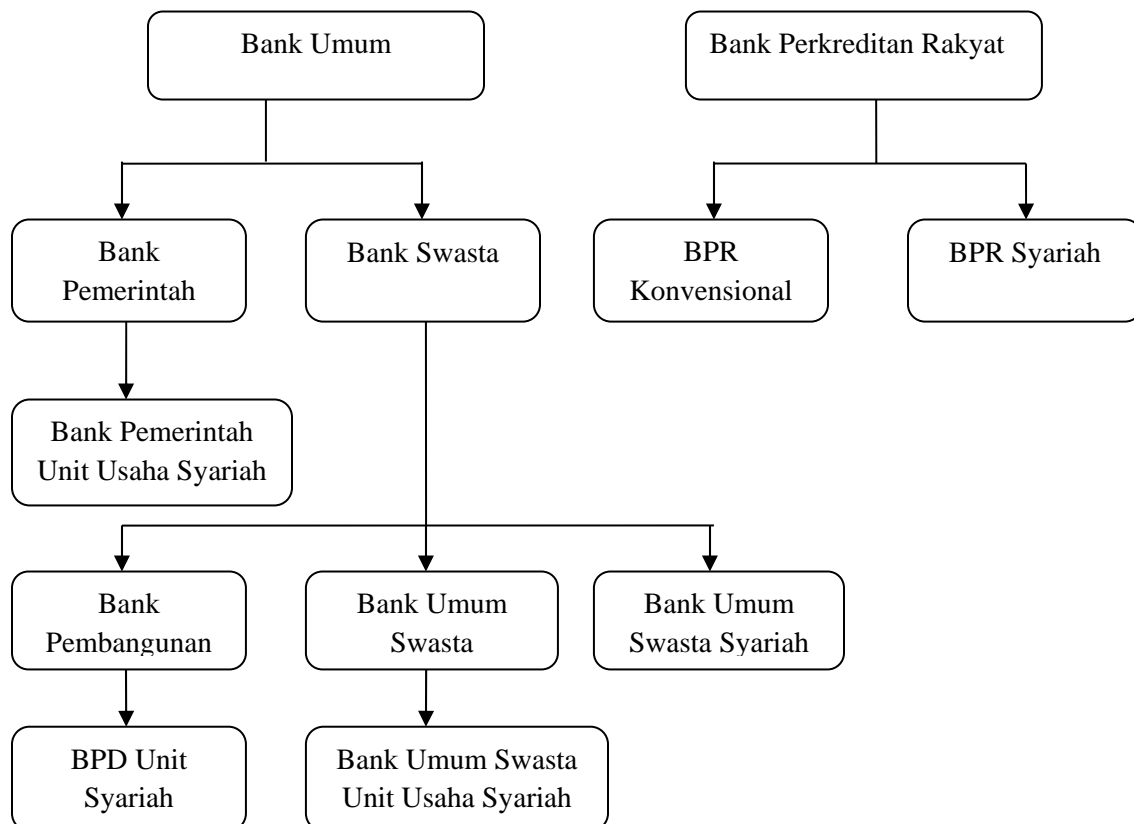 Bank Umum
Bank Perkreditan Rakyat
Bank
Pemerintah
Bank Swasta
BPR
Konvensional
BPR Syariah
Bank Pemerintah
Unit Usaha Syariah
Bank
Pembangunan
Bank Umum
Swasta
Bank Umum
Swasta Syariah
BPD Unit
Syariah
Bank Umum Swasta
Unit Usaha Syariah